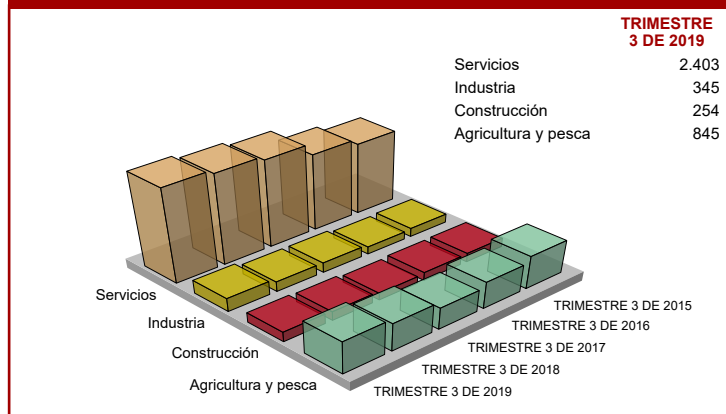 TRIMESTRE
3 DE 2019
Servicios 2.403
Industria 345
Construcción 254
Agricultura y pesca 845
Servicios
Industria
Construcción
Agricultura y pesca
TRIMESTRE 3 DE 2015
TRIMESTRE 3 DE 2016
TRIMESTRE 3 DE 2017
TRIMESTRE 3 DE 2018
TRIMESTRE 3 DE 2019